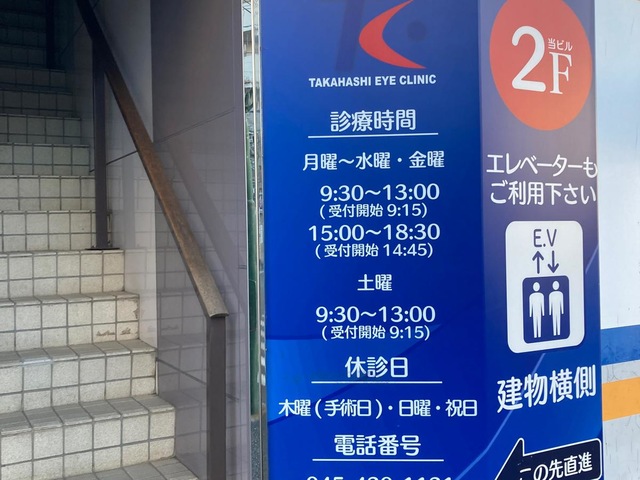 TAKAHASHI EYE CLINIC
診療時間
月曜～水曜・金曜
9:30～13:00
(受付開始 9:15)
15:00～18:30
(受付開始 14:45)
土曜
9:30～13:00
(受付開始 9:15)
休診日
木曜(手術日)・日曜・祝日
電話番号
当ビル
2F
エレベーターも
ご利用下さい
E.V
建物横側
この先直進